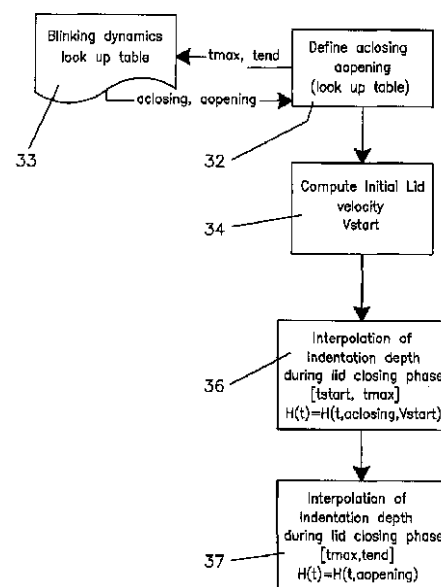 Blinking dynamics
look up table
tmax, tend
aclosing, aopening
33
Define aclosing
aopening
(look up table)
32
Compute Initial Lid
velocity
Vstart
34
Interpolation of
indentation depth
during lid closing phase
[tstart, tmax]
H(t)=H(t,aclosing,Vstart)
36
Interpolation of
indentation depth
during lid closing phase
[tmax,tend]
H(t)=H(t,aopening)
37